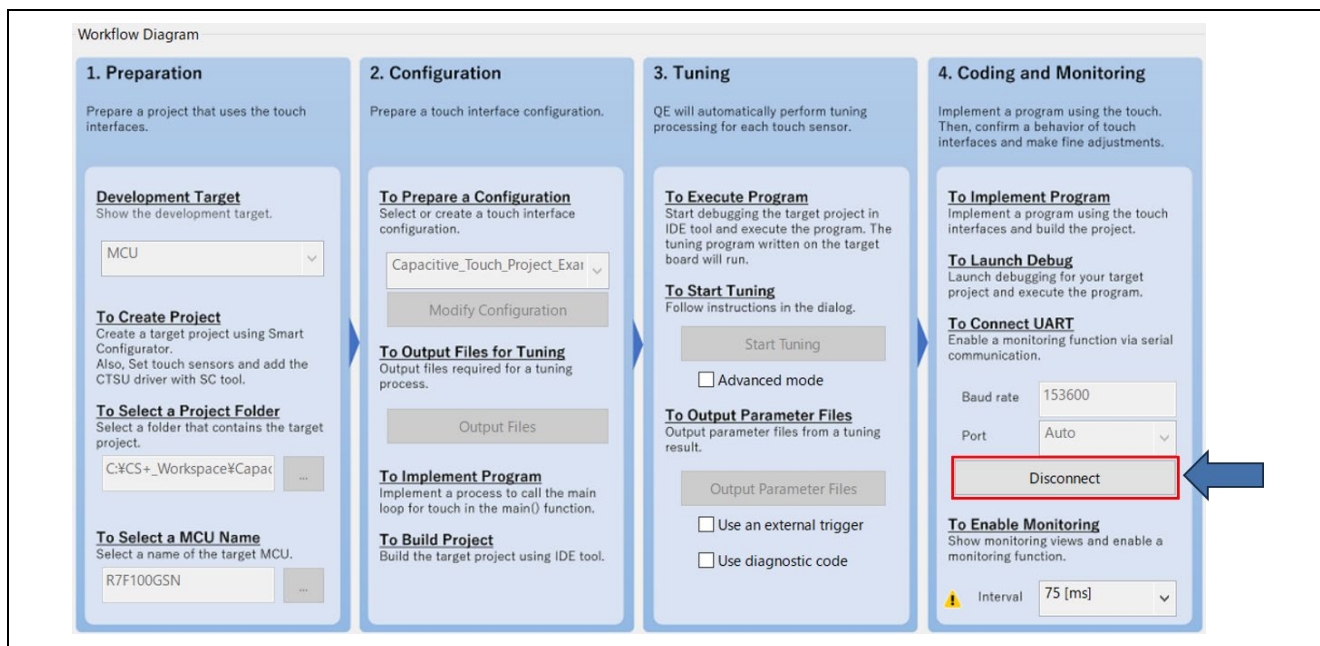 Workflow Diagram
1. Preparation
Prepare a project that uses the touch
interfaces.
Development Target
Show the development target.
MCU
To Create Project
Create a target project using Smart
Configurator.
Also, Set touch sensors and add the
CTSU driver with SC tool.
To Select a Project Folder
Select a folder that contains the target
project.
C:¥CS+_Workspace¥Capac
...
To Select a MCU Name
Select a name of the target MCU.
R7F100GSN
...
2. Configuration
Prepare a touch interface configuration.
To Prepare a Configuration
Select or create a touch interface
configuration.
Capacitive_Touch_Project_Exar
Modify Configuration
To Output Files for Tuning
Output files required for a tuning
process.
Output Files
To Implement Program
Implement a process to call the main
loop for touch in the main() function.
To Build Project
Build the target project using IDE tool.
3. Tuning
QE will automatically perform tuning
processing for each touch sensor.
To Execute Program
Start debugging the target project in
IDE tool and execute the program. The
tuning program written on the target
board will run.
To Start Tuning
Follow instructions in the dialog.
Start Tuning
Advanced mode
To Output Parameter Files
Output parameter files from a tuning
result.
Output Parameter Files
Use an external trigger
Use diagnostic code
4. Coding and Monitoring
Implement a program using the touch.
Then, confirm a behavior of touch
interfaces and make fine adjustments.
To Implement Program
Implement a program using the touch
interfaces and build the project.
To Launch Debug
Launch debugging for your target
project and execute the program.
To Connect UART
Enable a monitoring function via serial
communication.
Baud rate 153600
Port Auto
Disconnect
To Enable Monitoring
Show monitoring views and enable a
monitoring function.
Interval 75 [ms]